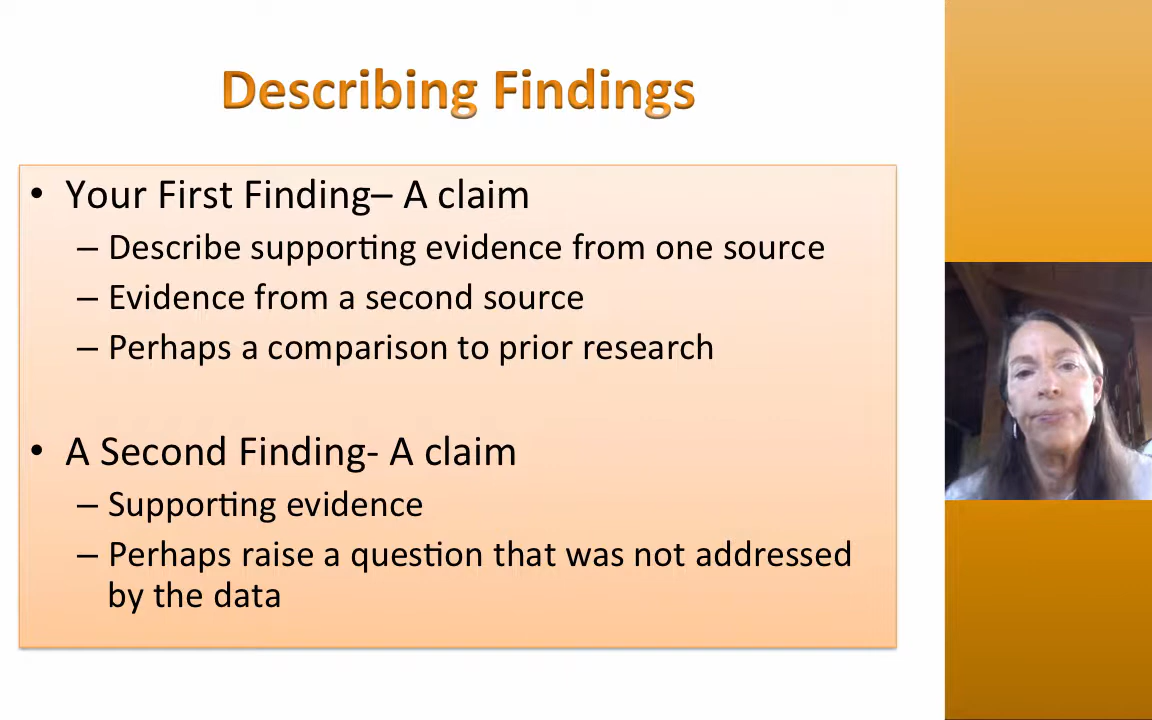 Describing Findings
• Your First Finding– A claim
– Describe supporting evidence from one source
– Evidence from a second source
– Perhaps a comparison to prior research
• A Second Finding- A claim
– Supporting evidence
– Perhaps raise a question that was not addressed
by the data